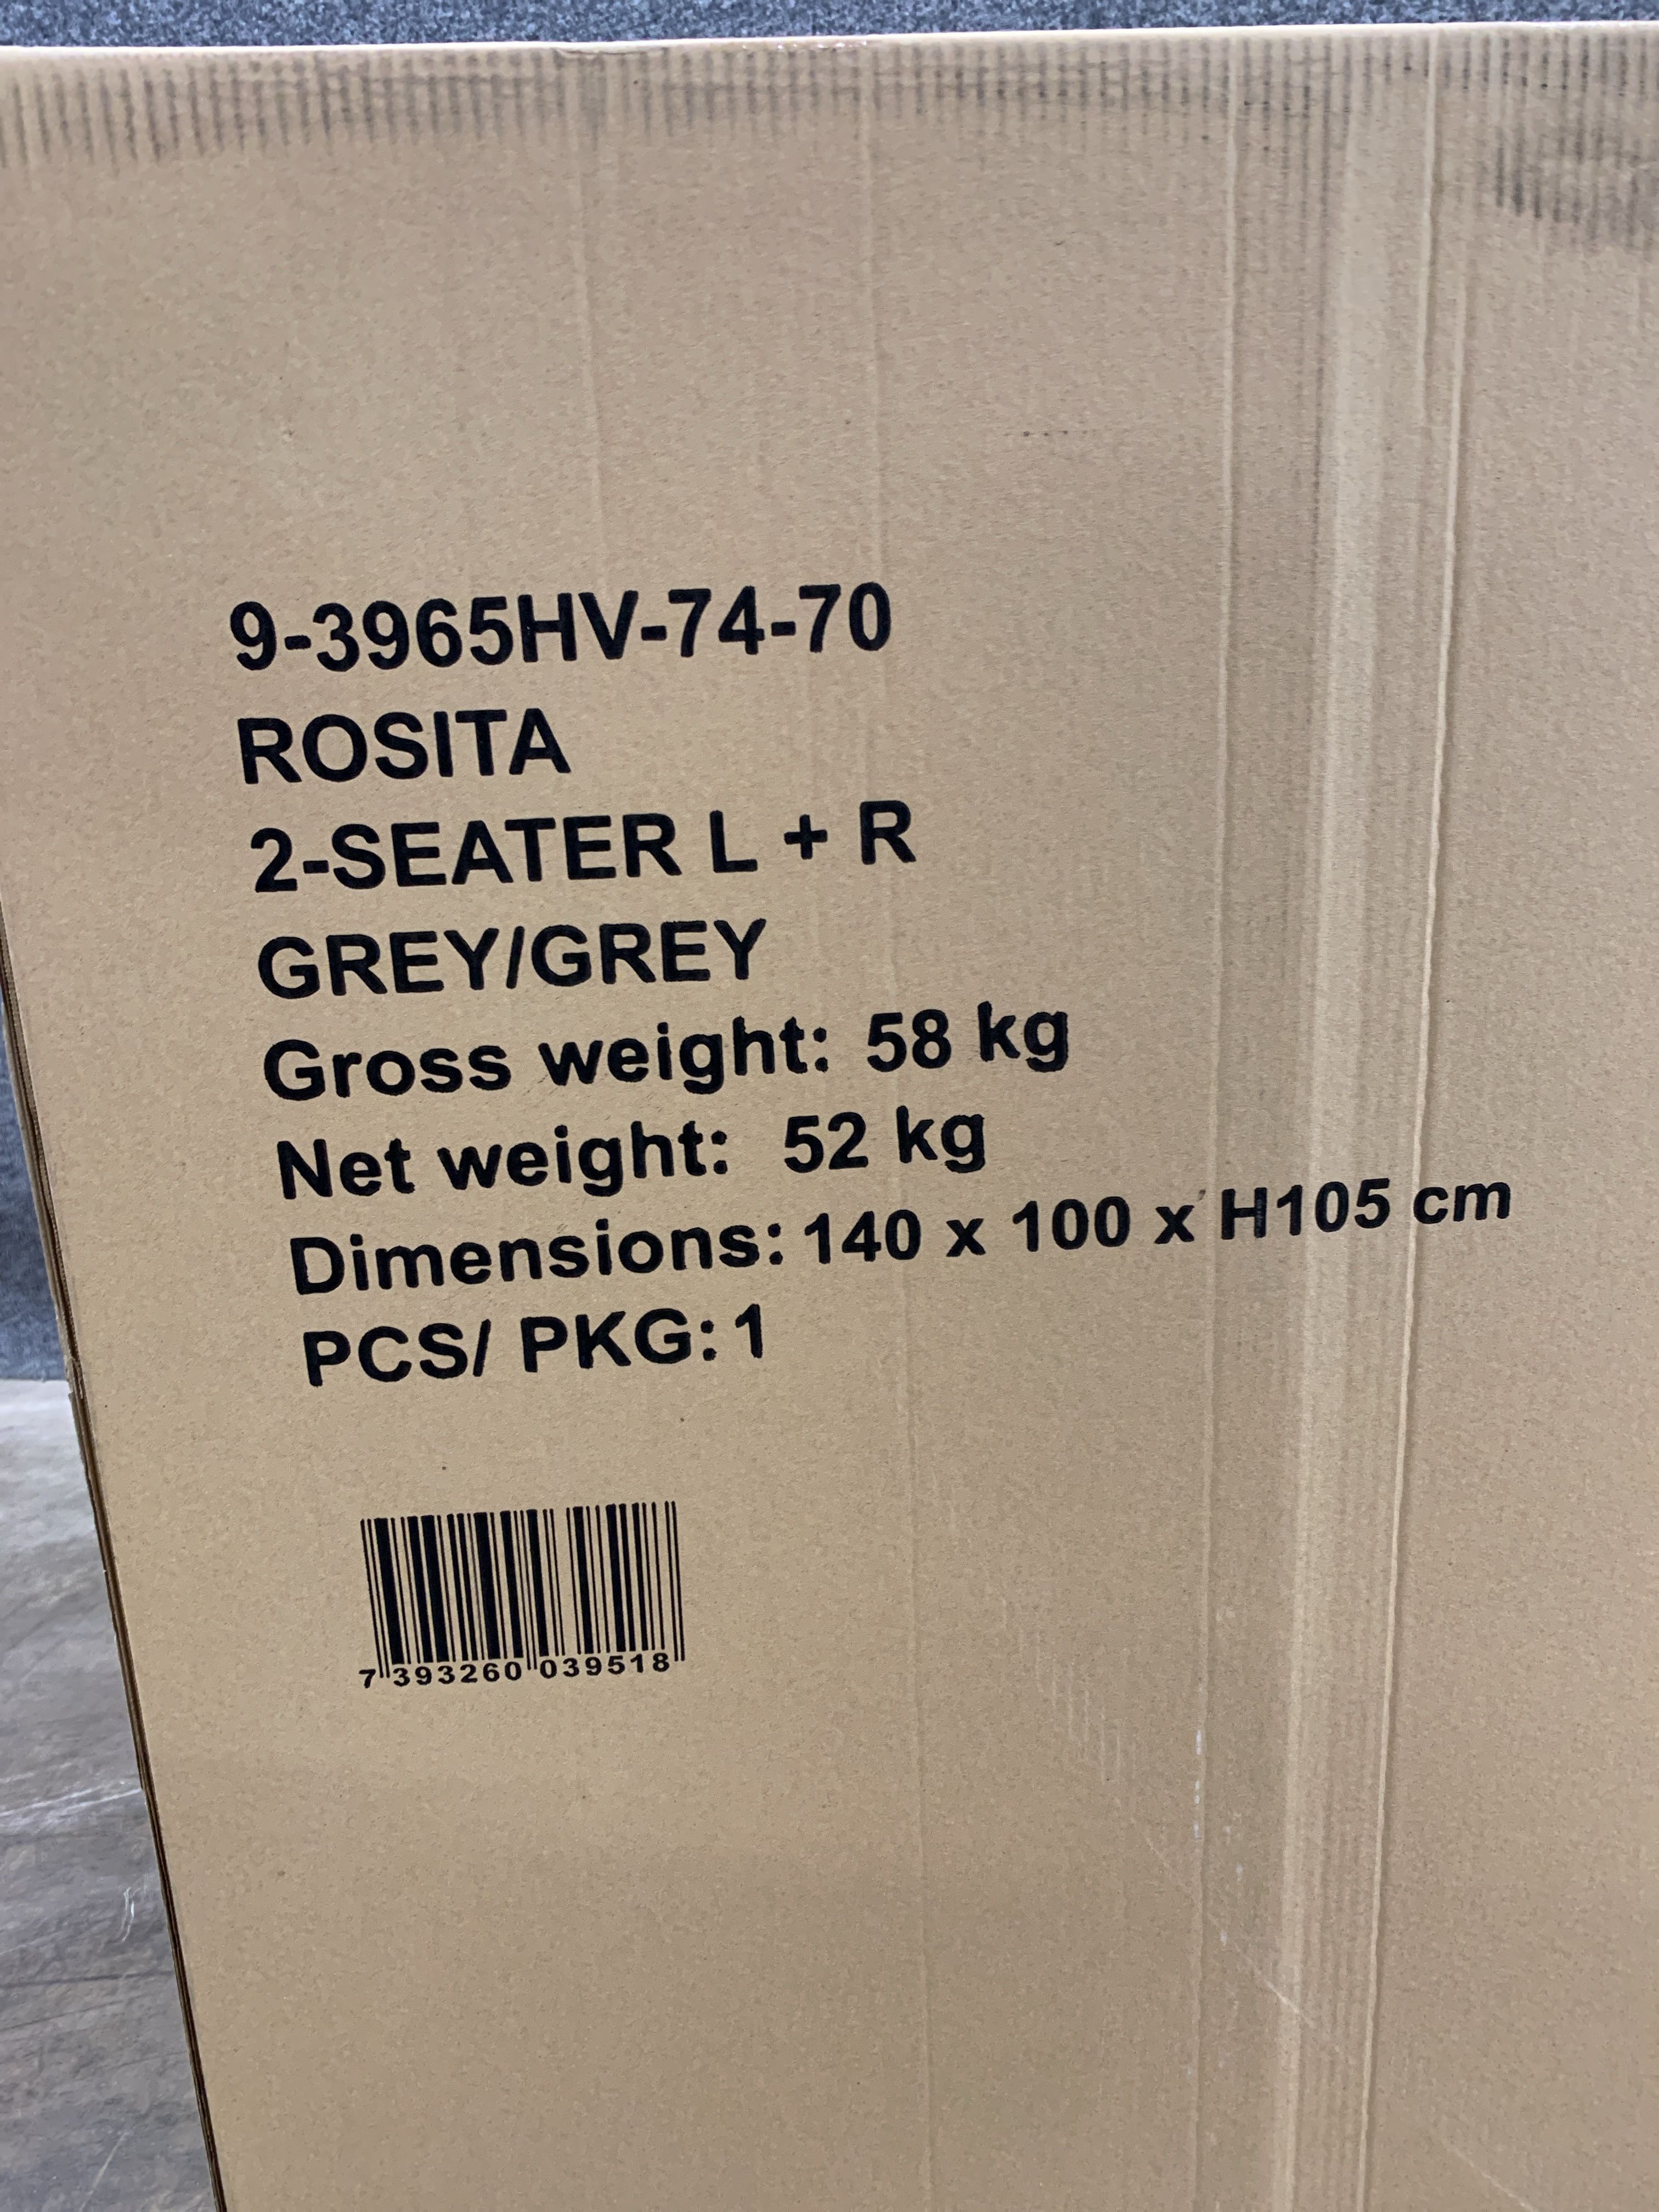 9-3965HV-74-70
ROSITA
2-SEATER L + R
GREY/GREY
Gross weight: 58 kg
Net weight: 52 kg
Dimensions: 140 x 100 x H105 cm
PCS/ PKG: 1
7 393260 039518